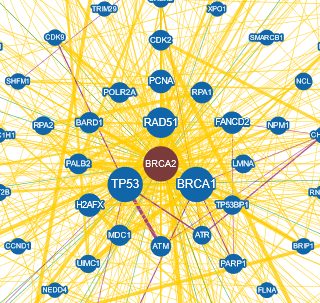 TRIM29
XPO1
CDK9
CDK2
SMARCB1
SHFM1
PCNA
NCL
POLR2A
RPA1
RPA2
BARD1
RAD51
FANCD2
NPM1
PALB2
BRCA2
LMNA
TP53
BRCA1
H2AFX
TP53BP1
MDC1
ATR
CCND1
ATM
BRIP1
UIMC1
PARP1
NEDD4
FLNA